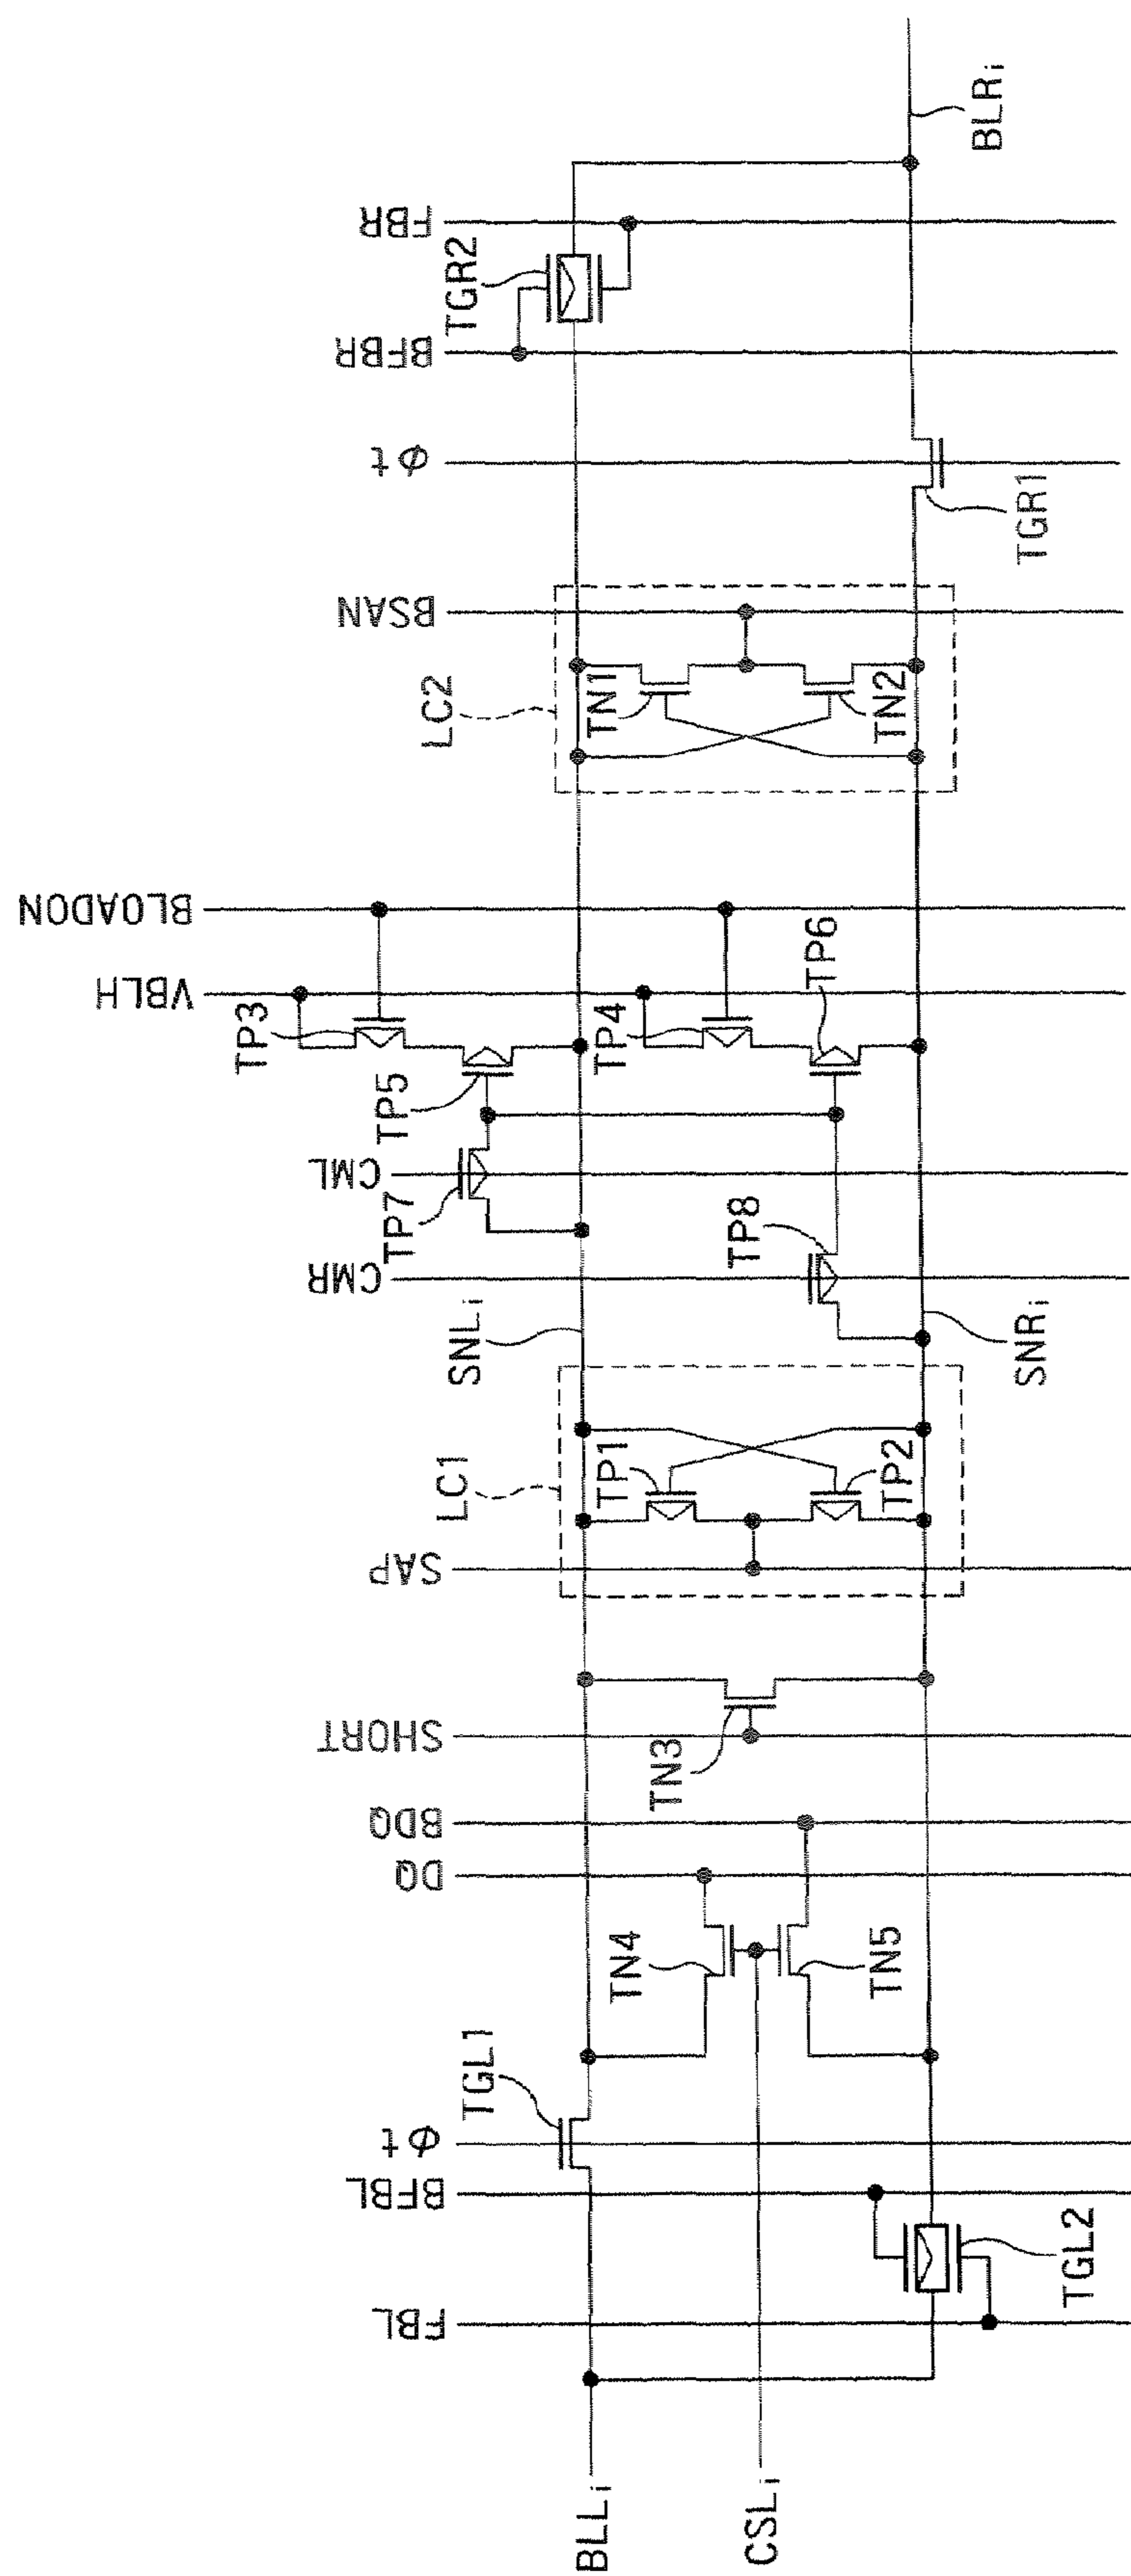 BLLi
CSLi
FBL
BFBL
φt
TGL1
TGL2
DQ
BDQ
TN4
TN5
SHORT
TN3
SAP
LC1
TP1
TP2
SNLi
SNRi
CMR
CML
TP7
TP8
TP5
TP3
TP4
TP6
VBLH
BLOADON
LC2
TN1
TN2
BSAN
φt
TGR1
BFBR
FBR
TGR2
BLRi